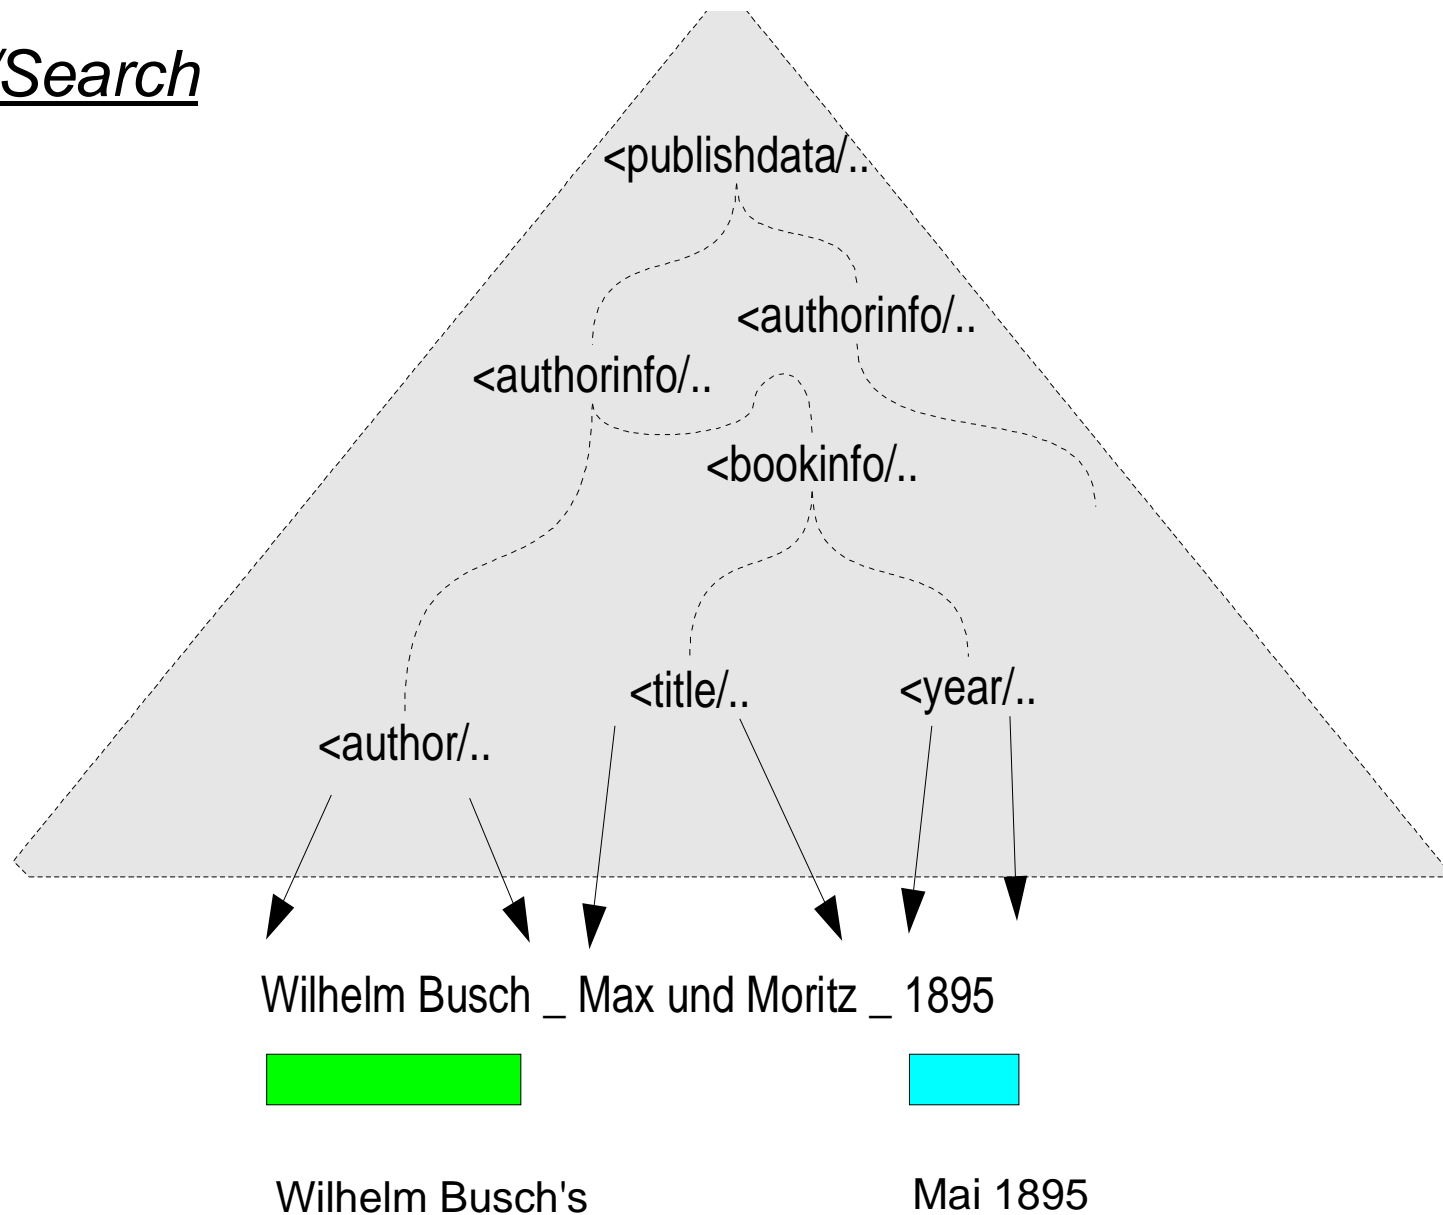 /Search
<publishdata/..
<authorinfo/..
<authorinfo/..
<bookinfo/..
<title/..
<year/..
<author/..
Wilhelm Busch _ Max und Moritz _ 1895
Wilhelm Busch's
Mai 1895